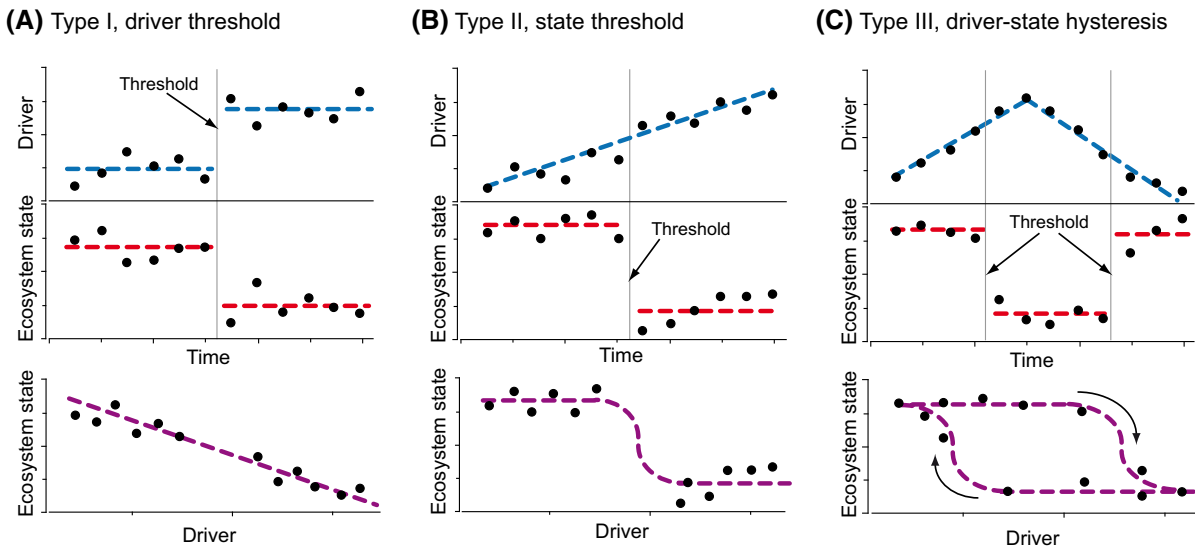 (A) Type I, driver threshold
Driver
Threshold
Ecosystem state
Time
Ecosystem state
Driver
(B) Type II, state threshold
Driver
Ecosystem state
Threshold
Time
Ecosystem state
Driver
(C) Type III, driver-state hysteresis
Driver
Ecosystem state
Threshold
Time
Ecosystem state
Driver